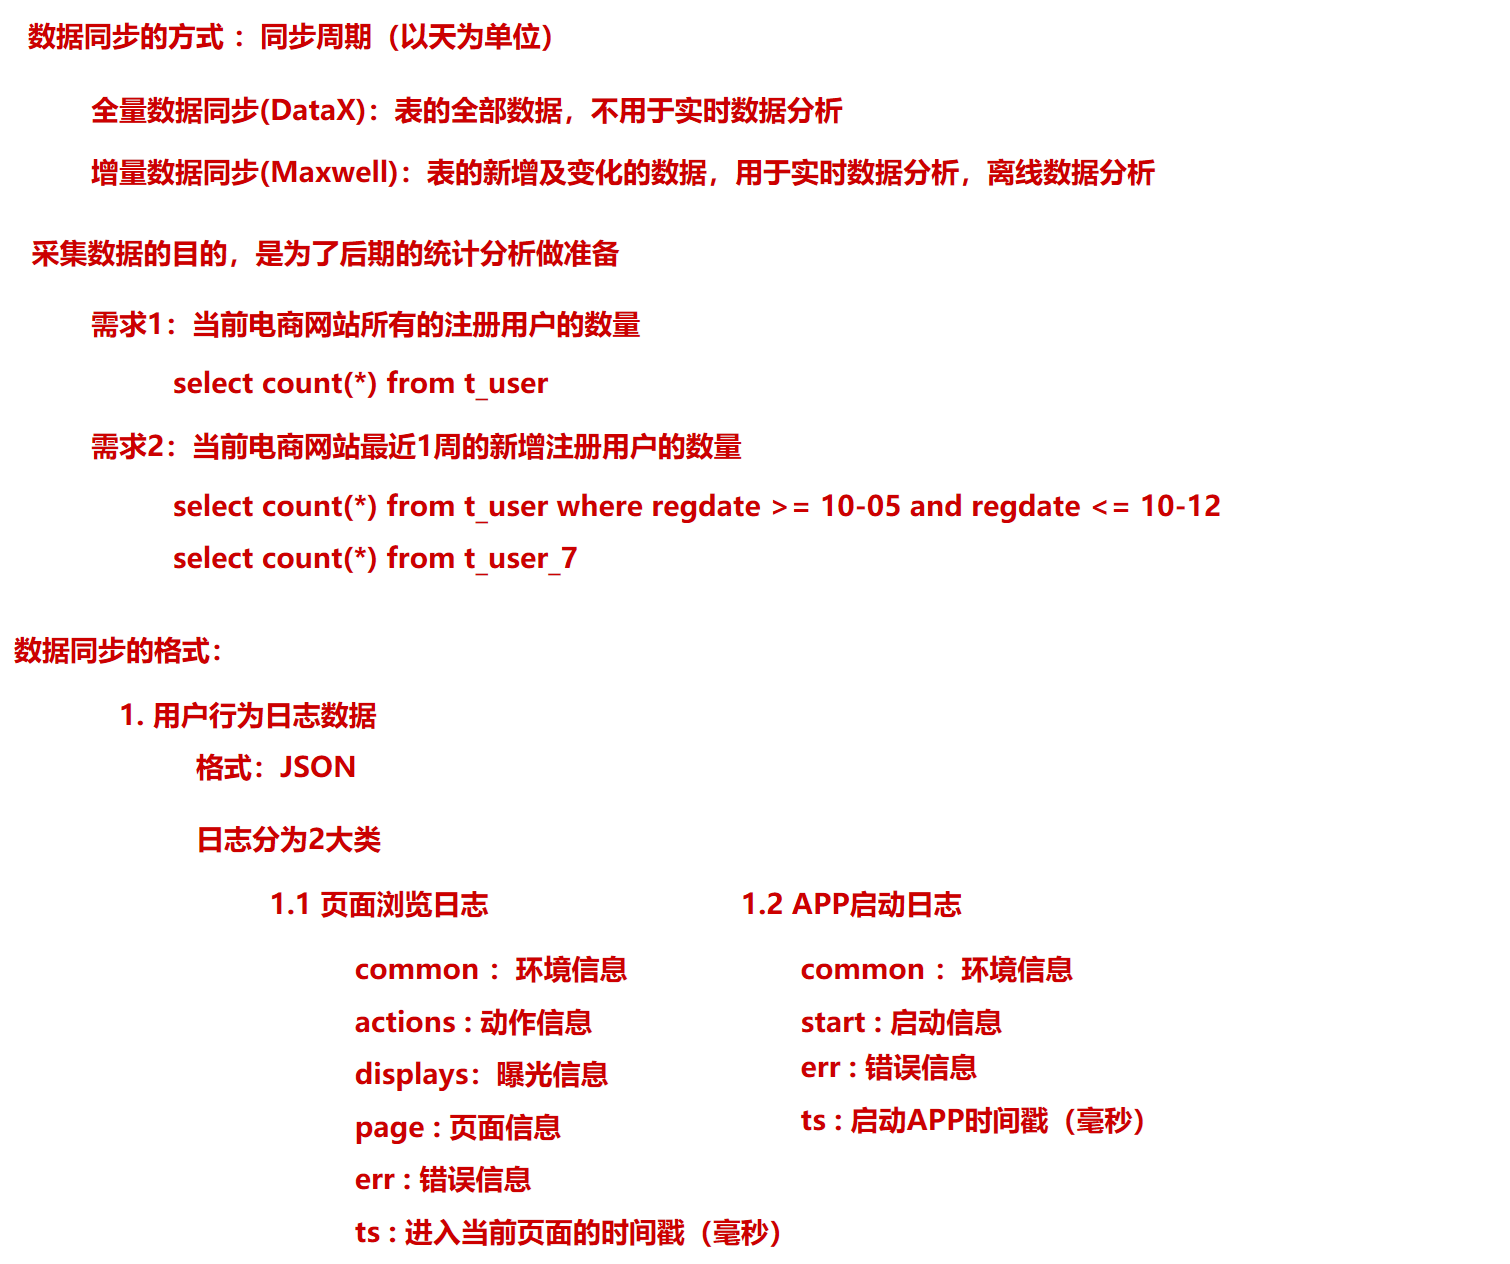 数据同步的方式 ：同步周期（以天为单位）
全量数据同步(DataX)：表的全部数据，不用于实时数据分析
增量数据同步(Maxwell)：表的新增及变化的数据，用于实时数据分析，离线数据分析
采集数据的目的，是为了后期的统计分析做准备
需求1：当前电商网站所有的注册用户的数量
select count(*) from t_user
需求2：当前电商网站最近1周的新增注册用户的数量
select count(*) from t_user where regdate >= 10-05 and regdate <= 10-12
select count(*) from t_user_7
数据同步的格式：
1. 用户行为日志数据
格式：JSON
日志分为2大类
1.1 页面浏览日志
common ：环境信息
actions : 动作信息
displays：曝光信息
page : 页面信息
err : 错误信息
ts : 进入当前页面的时间戳（毫秒）
1.2 APP启动日志
common ：环境信息
start : 启动信息
err : 错误信息
ts : 启动APP时间戳（毫秒）